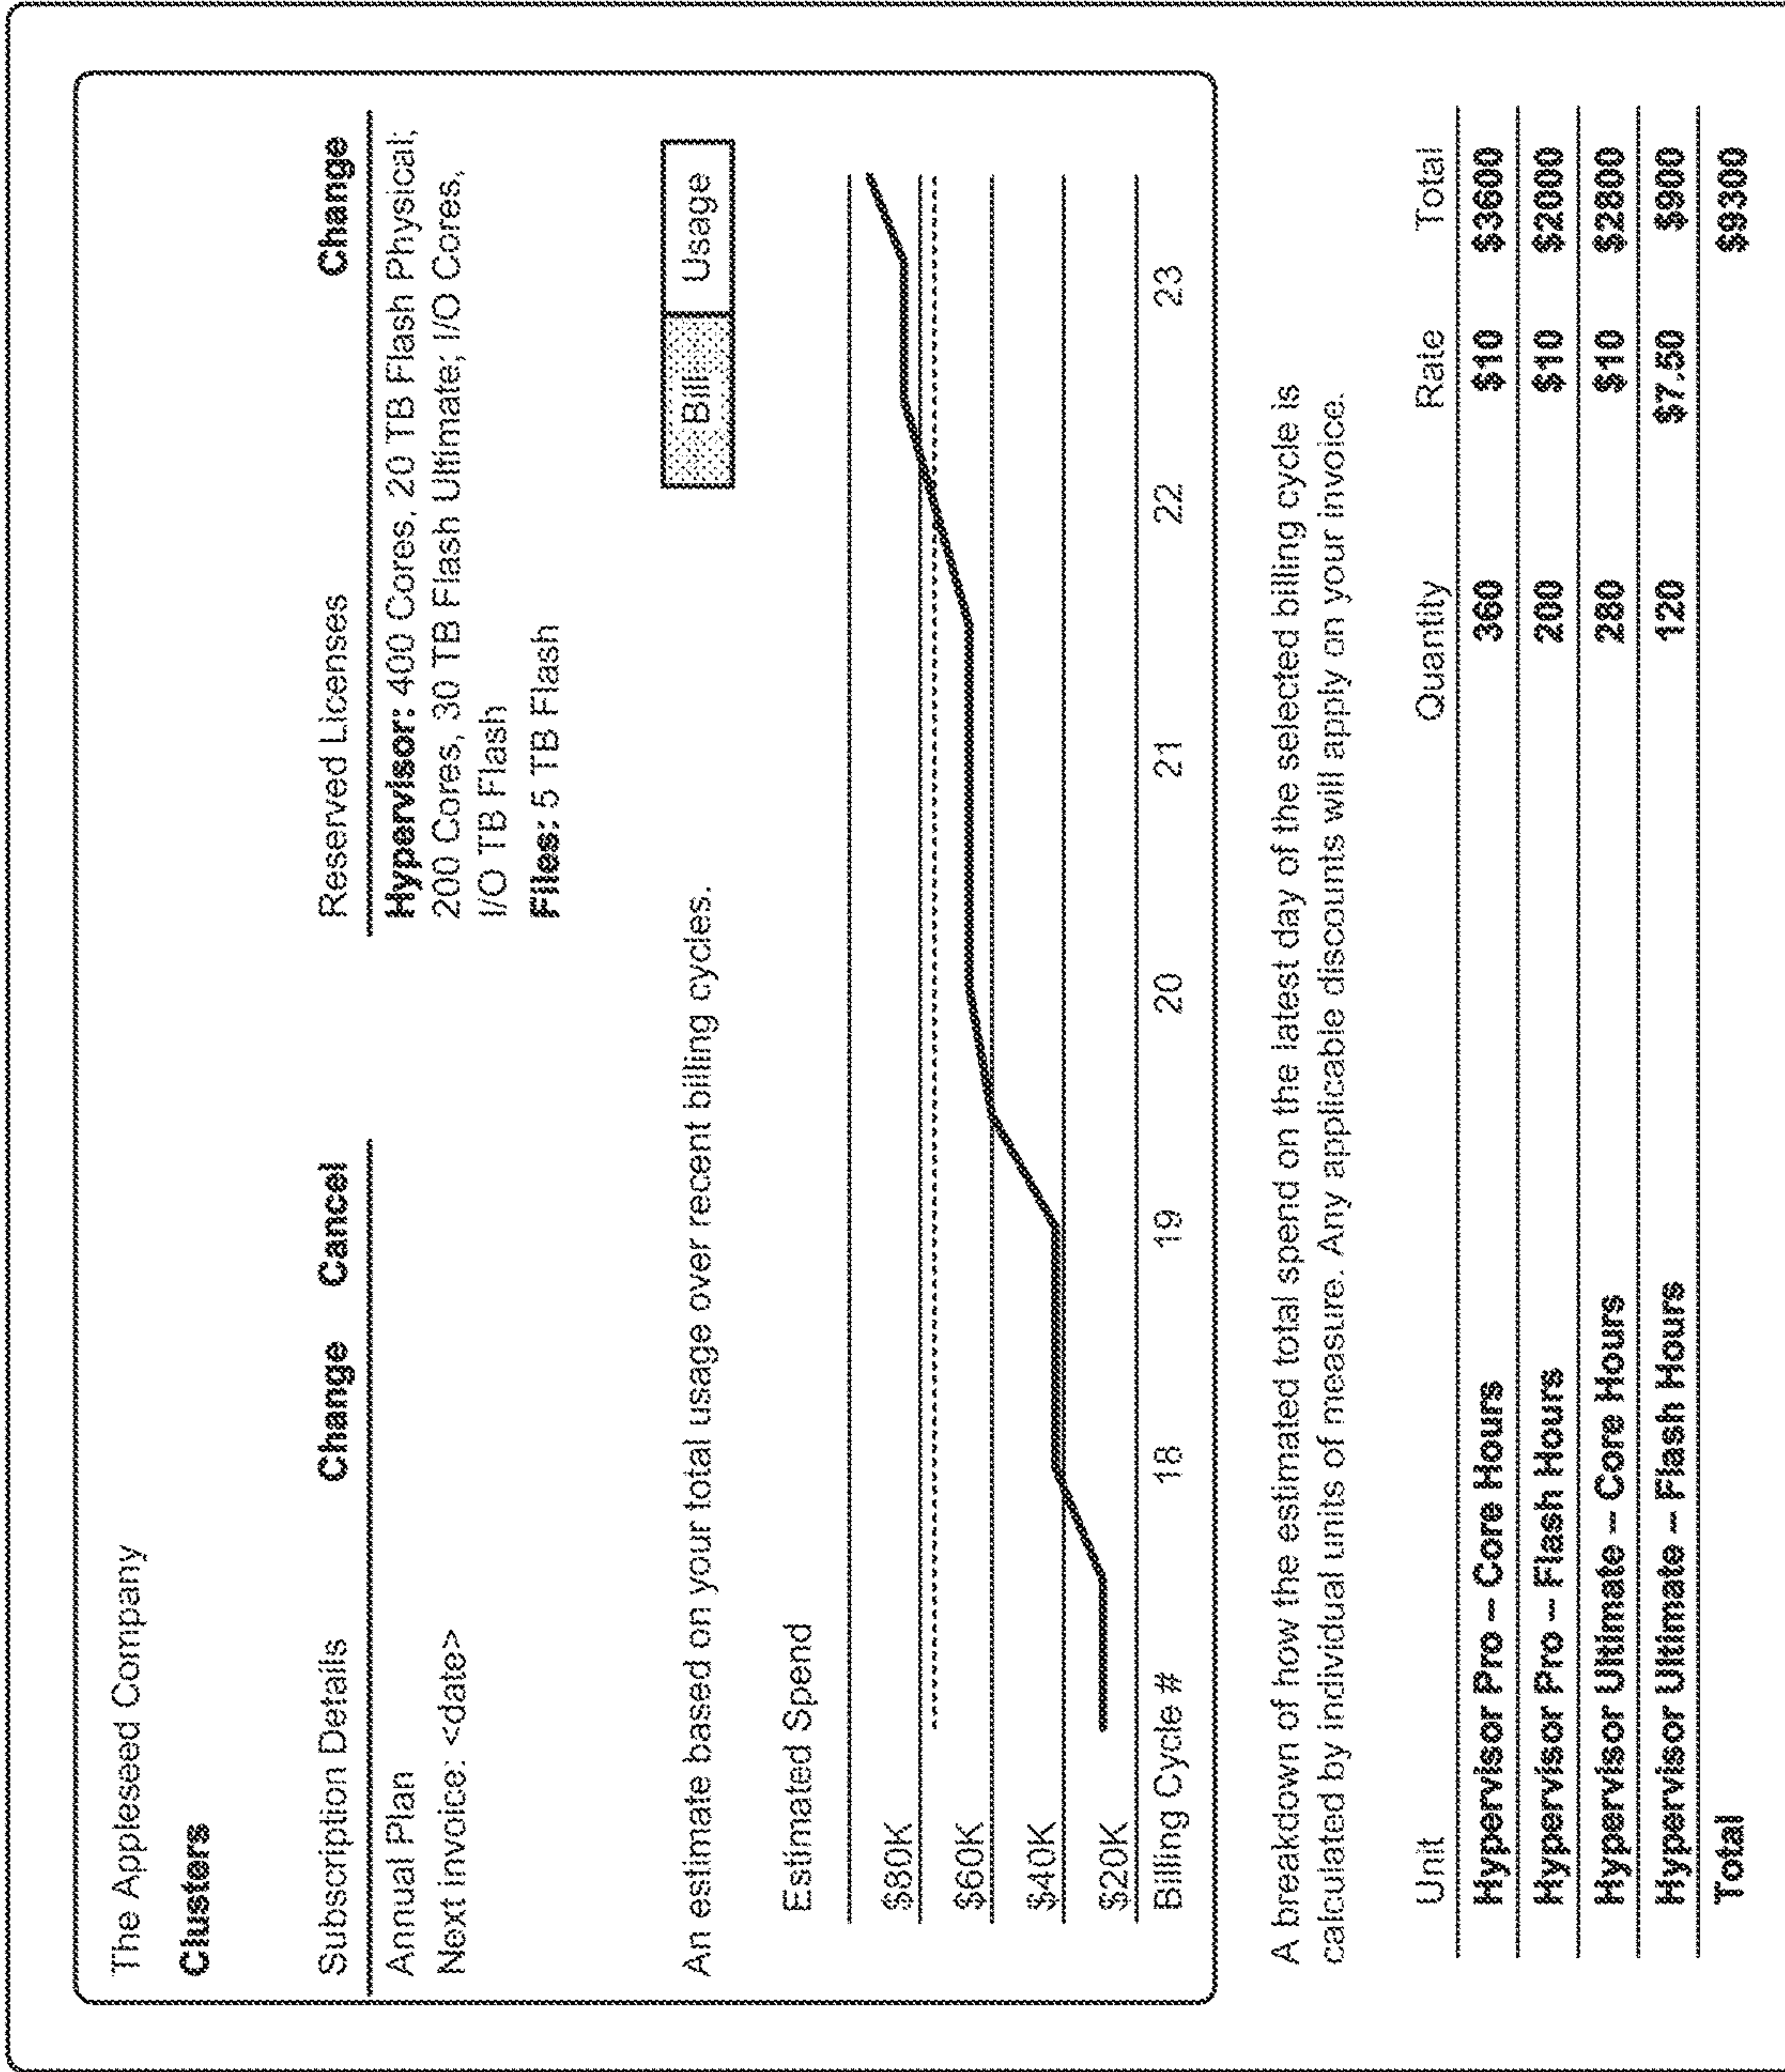 The Appleseed Company
Clusters
Subscription Details Change Cancel
Annual Plan
Next invoice: <date>
Reserved Licenses Change
Hypervisor: 400 Cores, 20 TB Flash Physical;
200 Cores, 30 TB Flash Ultimate; I/O Cores,
I/O TB Flash
Files: 5 TB Flash
An estimate based on your total usage over recent billing cycles.
Bill Usage
Estimated Spend
$80K
$60K
$40K
$20K
Billing Cycle # 18 19 20 21 22 23
A breakdown of how the estimated total spend on the latest day of the selected billing cycle is
calculated by individual units of measure. Any applicable discounts will apply on your invoice.
Unit Quantity Rate Total
Hypervisor Pro -- Core Hours 360 $10 $3600
Hypervisor Pro -- Flash Hours 200 $10 $2000
Hypervisor Ultimate -- Core Hours 280 $10 $2800
Hypervisor Ultimate -- Flash Hours 120 $7.50 $900
Total $9300